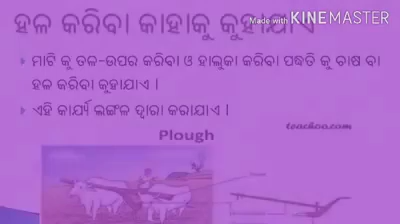 ହଳ କରିବା କାହାକୁ କୁହାଯାଏ
Made with KINEMASTER
▸ ମାଟି କୁ ତଳ-ଉପର କରିବା ଓ ହାଲୁକା କରିବା ପଦ୍ଧତି କୁ ଚାଷ ବା
ହଳ କରିବା କୁହାଯାଏ ।
▸ ଏହି କାର୍ଯ୍ୟ ଲଙ୍ଗଳ ଦ୍ୱାରା କରାଯାଏ ।
teachoo.com
Plough